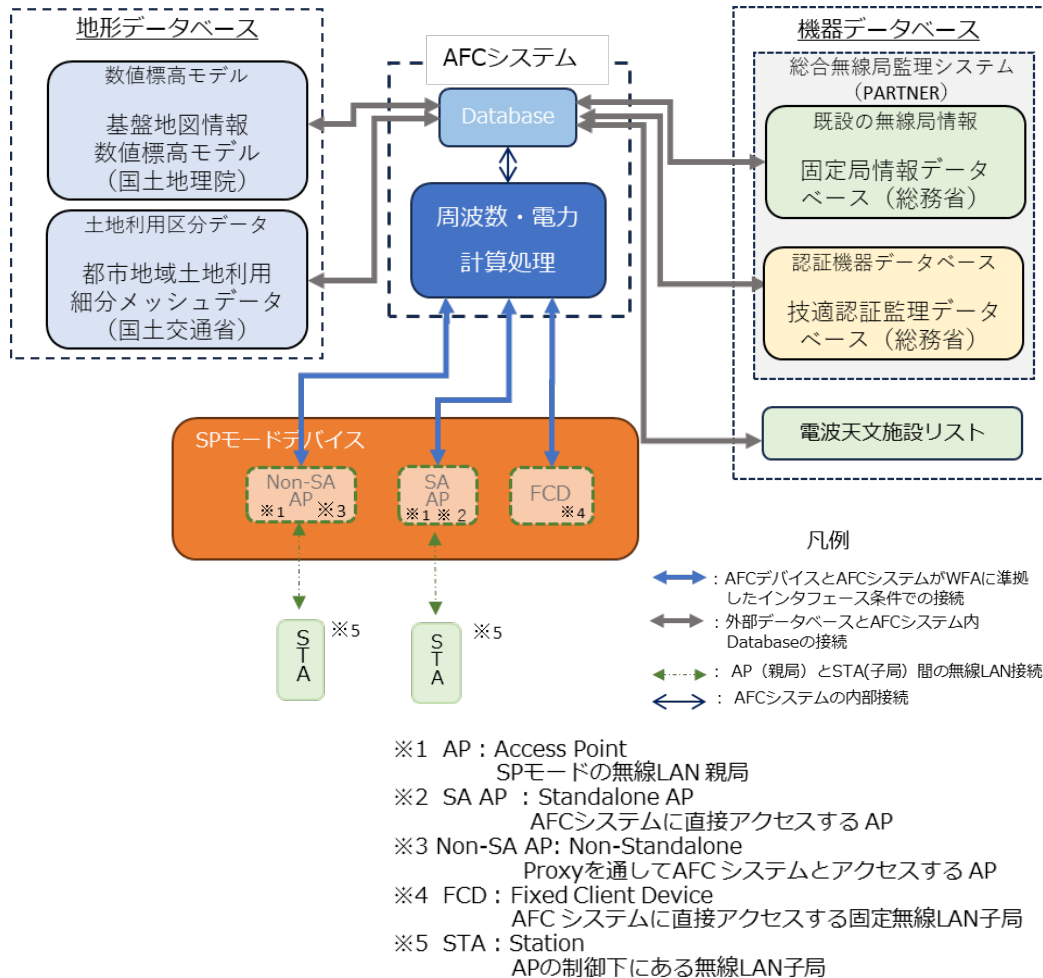 地形データベース
数値標高モデル
基盤地図情報
数値標高モデル
（国土地理院）
土地利用区分データ
都市地域土地利用
細分メッシュデータ
（国土交通省）
AFCシステム
Database
周波数・電力
計算処理
機器データベース
総合無線局監理システム
（PARTNER）
既設の無線局情報
固定局情報データ
ベース（総務省）
認証機器データベース
技適認証監理データ
ベース（総務省）
電波天文施設リスト
SPモードデバイス
Non-SA
AP
※1 ※3
SA
AP
※1 ※2
FCD
※4
STA
※5
STA
※5
凡例
：AFCデバイスとAFCシステムがWFAに準拠
したインタフェース条件での接続
：外部データベースとAFCシステム内
Databaseの接続
： AP（親局）とSTA(子局）間の無線LAN接続
： AFCシステムの内部接続
※1 AP：Access Point
SPモードの無線LAN 親局
※2 SA AP ：Standalone AP
AFCシステムに直接アクセスする AP
※3 Non-SA AP: Non-Standalone
Proxyを通してAFC システムとアクセスする AP
※4 FCD：Fixed Client Device
AFC システムに直接アクセスする固定無線LAN子局
※5 STA：Station
APの制御下にある無線LAN子局